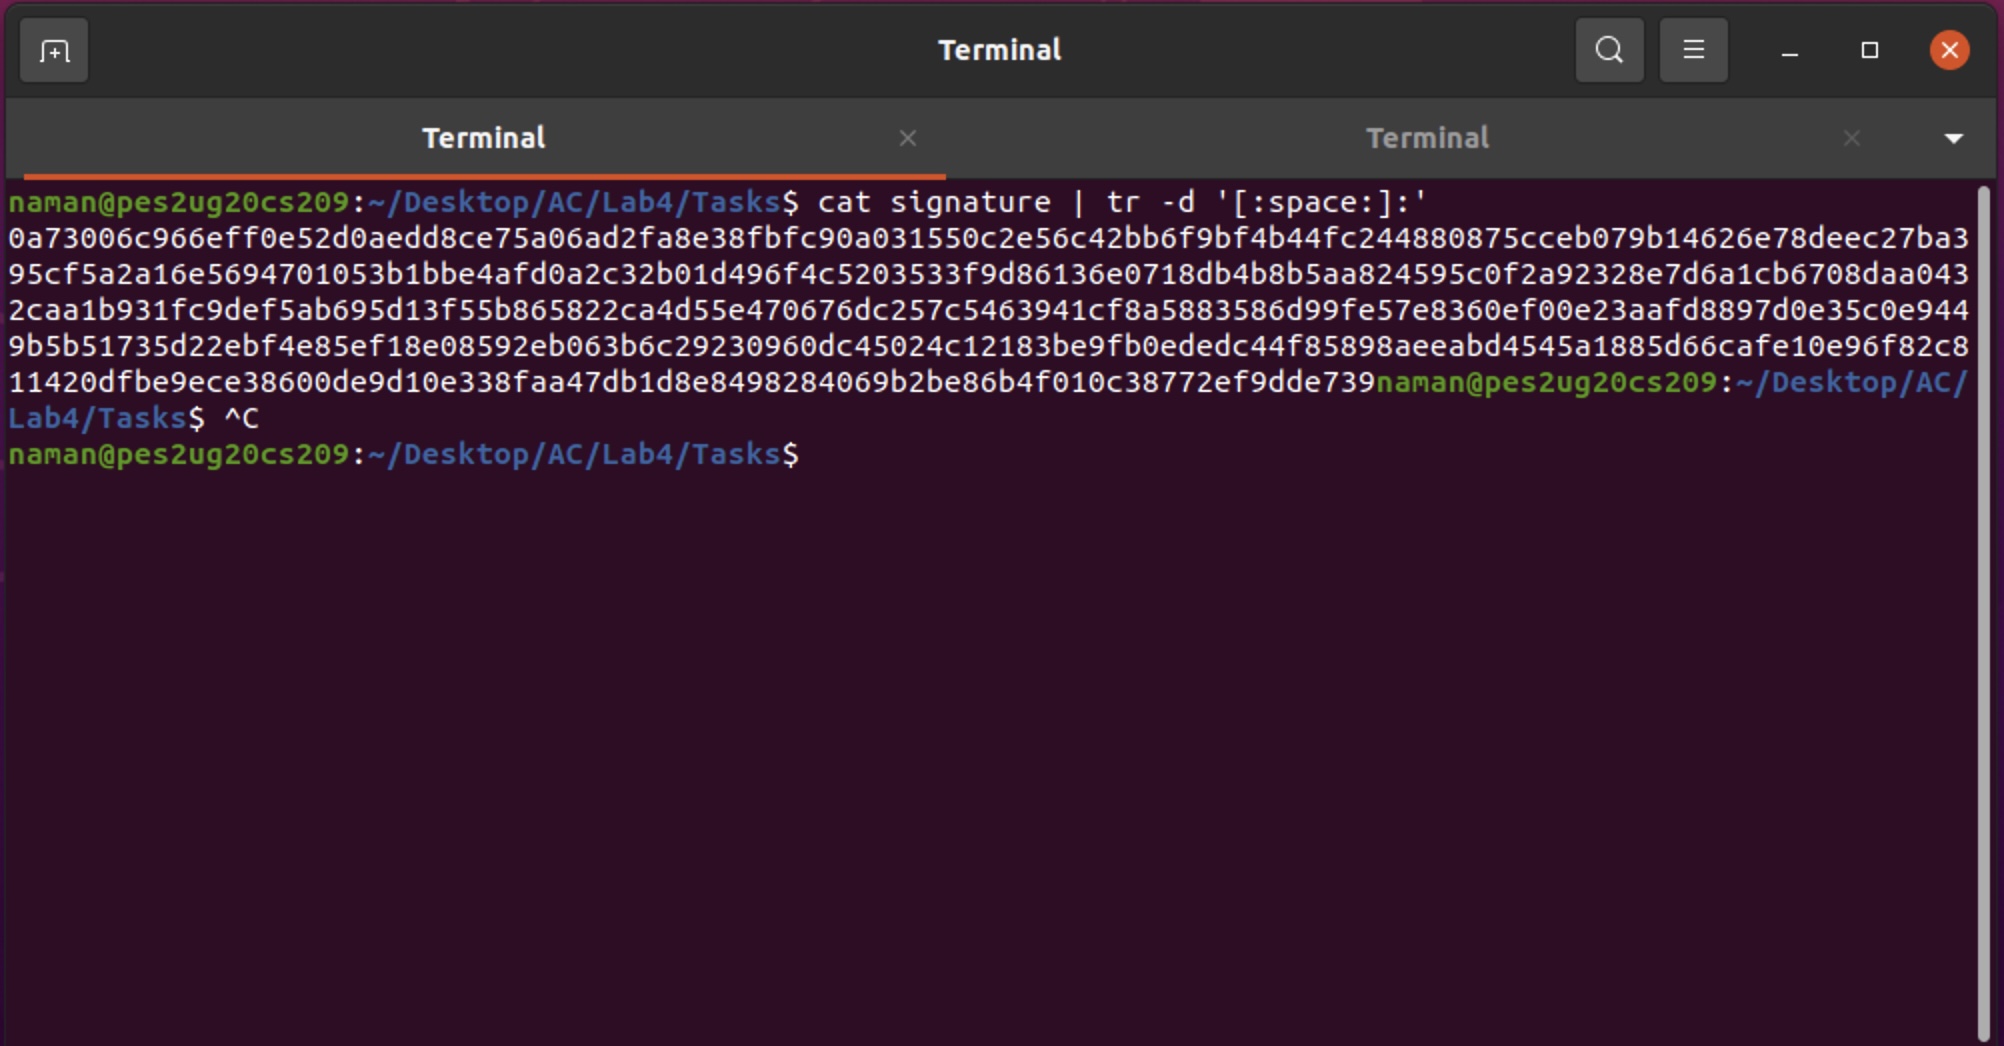 Terminal
Terminal
Terminal
naman@pes2ug20cs209:~/Desktop/AC/Lab4/Tasks$ cat signature | tr -d '[:space:]:'
0a73006c966eff0e52d0aedd8ce75a06ad2fa8e38fbfc90a031550c2e56c42bb6f9bf4b44fc244880875cceb079b14626e78deec27ba3
95cf5a2a16e5694701053b1bbe4afd0a2c32b01d496f4c5203533f9d86136e0718db4b8b5aa824595c0f2a92328e7d6a1cb6708daa043
2caa1b931fc9def5ab695d13f55b865822ca4d55e470676dc257c5463941cf8a5883586d99fe57e8360ef00e23aafd8897d0e35c0e944
9b5b51735d22ebf4e85ef18e08592eb063b6c29230960dc45024c12183be9fb0ededc44f85898aeeabd4545a1885d66cafe10e96f82c8
11420dfbe9ece38600de9d10e338faa47db1d8e8498284069b2be86b4f010c38772ef9dde739naman@pes2ug20cs209:~/Desktop/AC/
Lab4/Tasks$ ^C
naman@pes2ug20cs209:~/Desktop/AC/Lab4/Tasks$